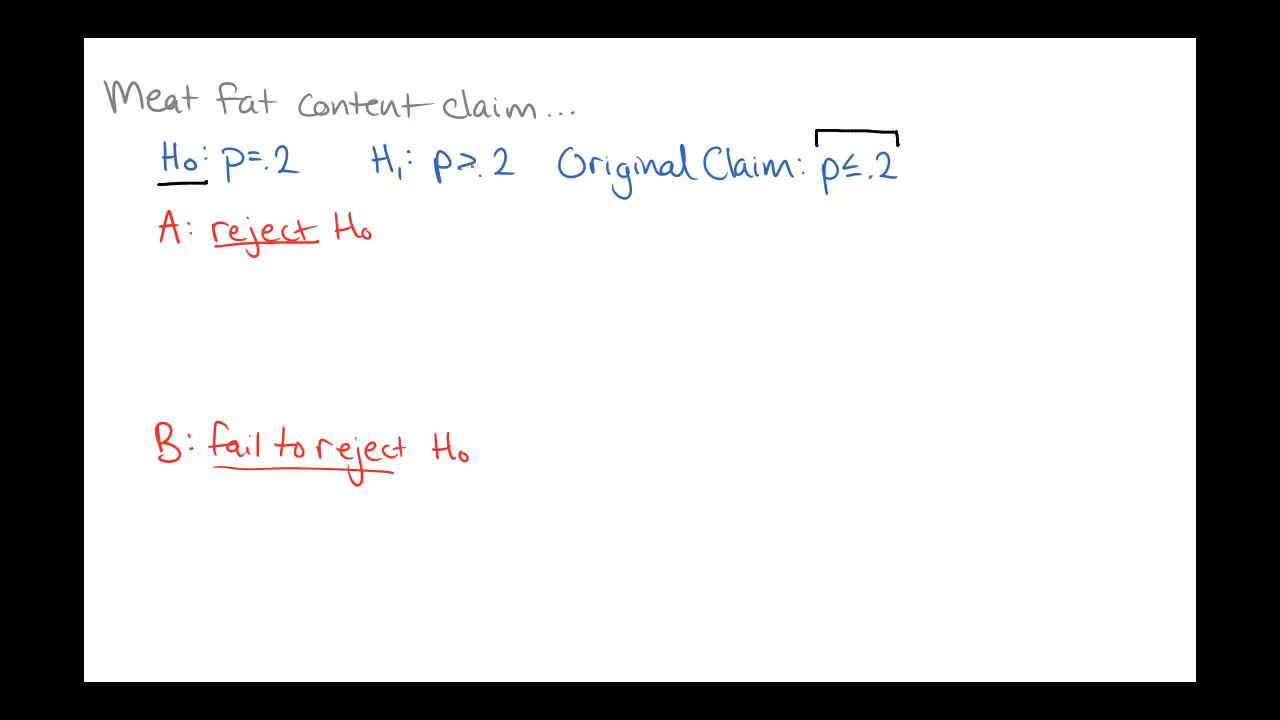 Meat fat content claim...
H₀: p=.2 H₁: p>.2 Original Claim: p≤.2
A: reject H₀
B: fail to reject H₀